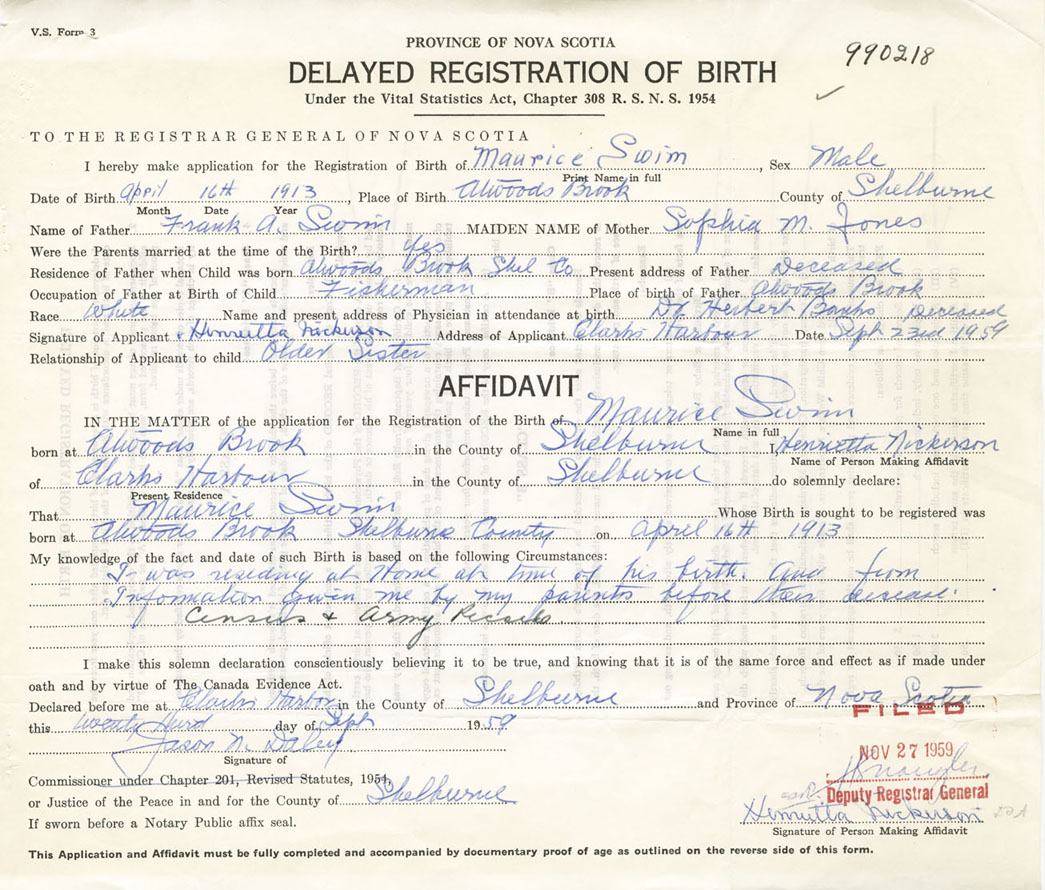 V.S. Form 3
990218
PROVINCE OF NOVA SCOTIA
DELAYED REGISTRATION OF BIRTH
Under the Vital Statistics Act, Chapter 308 R. S. N. S. 1954
TO THE REGISTRAR GENERAL OF NOVA SCOTIA
I hereby make application for the Registration of Birth of Maurice Swim, Sex Male
Print Name in full
Date of Birth April 16th 1913, Place of Birth Atwoods Brook County of Shelburne
Month Date Year
Name of Father Frank A. Swim MAIDEN NAME of Mother Sophia M. Jones
Were the Parents married at the time of the Birth? Yes
Residence of Father when Child was born Atwoods Brook Shel Co Present address of Father Deceased
Occupation of Father at Birth of Child Fisherman Place of birth of Father Atwoods Brook
Race White Name and present address of Physician in attendance at birth Dr Herbert Banks Deceased
Signature of Applicant Henrietta Nickerson Address of Applicant Clarks Harbour Date Sept 23rd 1959
Relationship of Applicant to child Older Sister
AFFIDAVIT
IN THE MATTER of the application for the Registration of the Birth of Maurice Swim
Name in full
born at Atwoods Brook in the County of Shelburne I, Henrietta Nickerson
Name of Person Making Affidavit
of Clarks Harbour in the County of Shelburne do solemnly declare:
Present Residence
That Maurice Swim Whose Birth is sought to be registered was
born at Atwoods Brook Shelburne County on April 16th 1913
My knowledge of the fact and date of such Birth is based on the following Circumstances:
I was residing at Home at time of his birth. And from
Information given me by my parents before their disease.
Census & Army Records
I make this solemn declaration conscientiously believing it to be true, and knowing that it is of the same force and effect as if made under
oath and by virtue of The Canada Evidence Act.
Declared before me at Clarks Harbor in the County of Shelburne and Province of Nova Scotia
this twenty third day of Sept 1959
FILED
NOV 27 1959
Jason N. Daley
Signature of
Commissioner under Chapter 201, Revised Statutes, 1954,
or Justice of the Peace in and for the County of Shelburne
Deputy Registrar General
Henrietta Nickerson
If sworn before a Notary Public affix seal.
Signature of Person Making Affidavit
This Application and Affidavit must be fully completed and accompanied by documentary proof of age as outlined on the reverse side of this form.